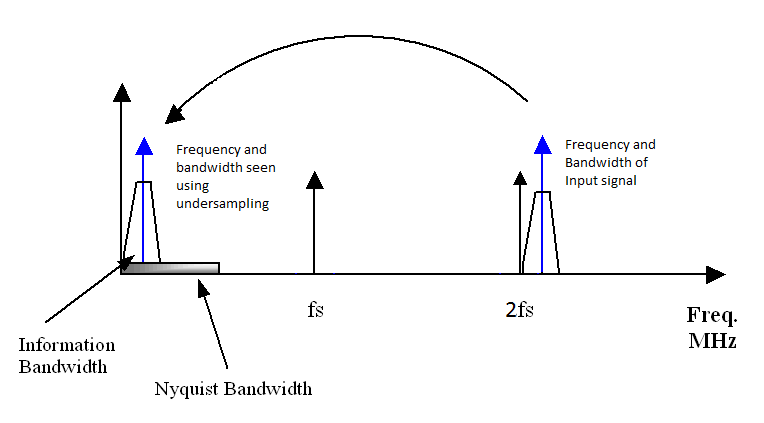 Frequency and
bandwidth seen
using
undersampling
Frequency and
Bandwidth of
Input signal
fs
2fs
Freq.
MHz
Information
Bandwidth
Nyquist Bandwidth